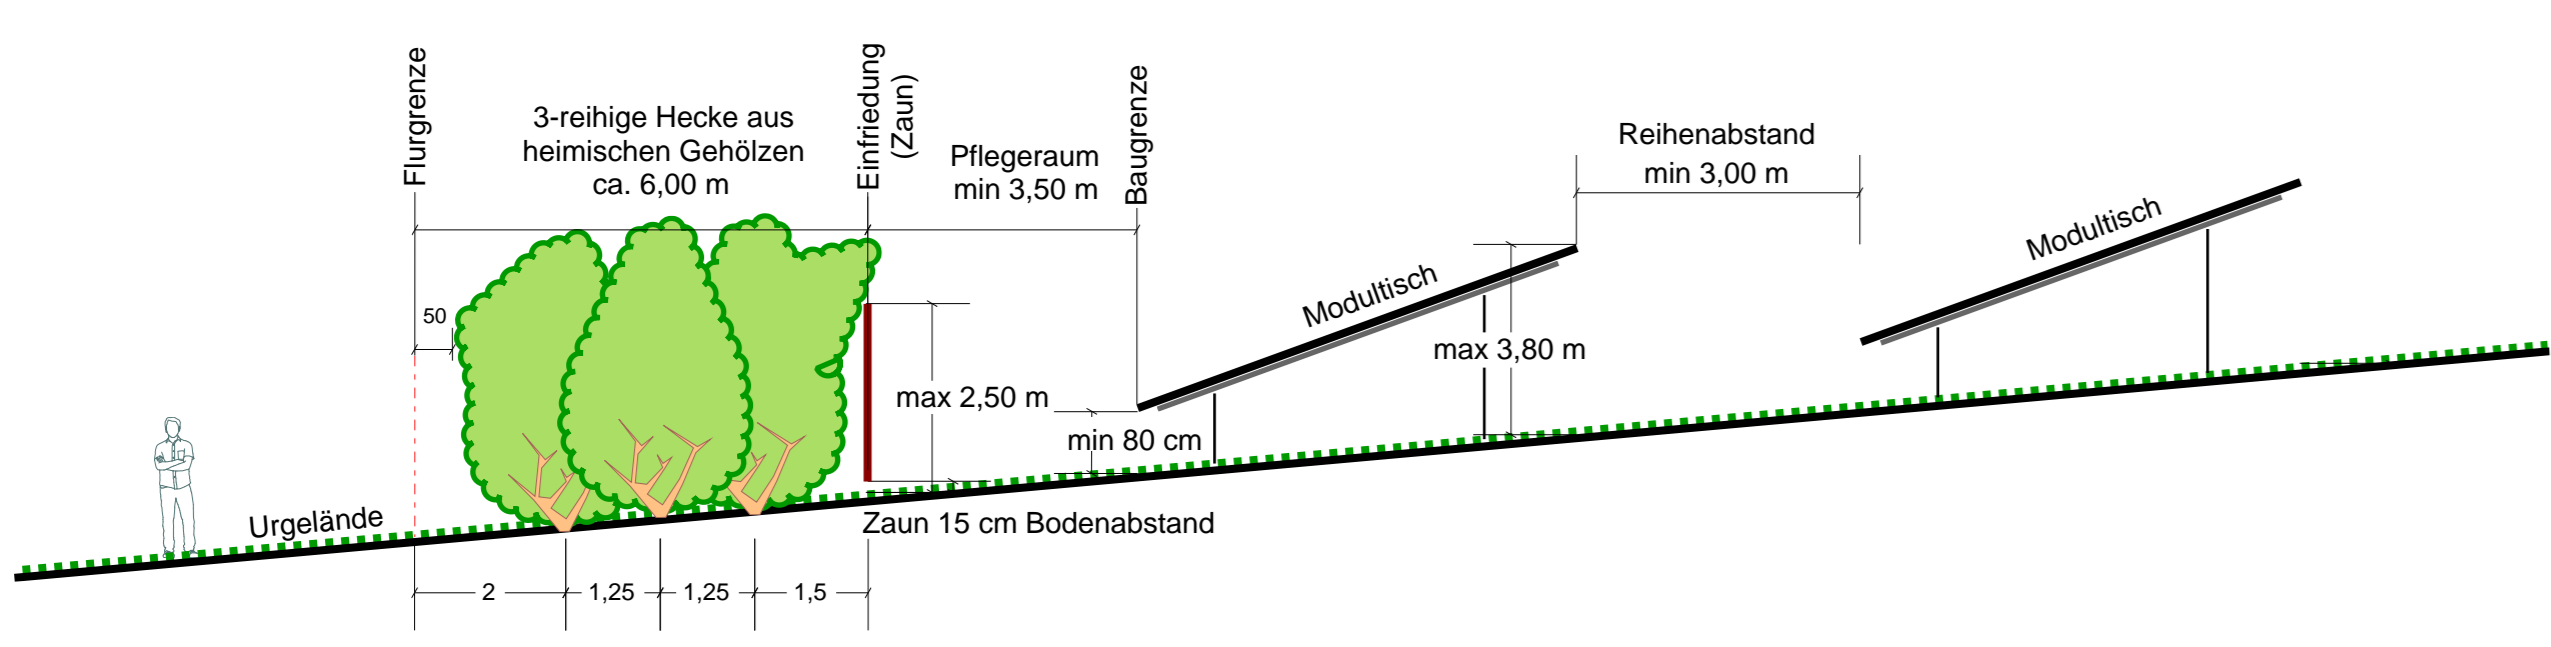 Flurgrenze
3-reihige Hecke aus
heimischen Gehölzen
ca. 6,00 m
Einfriedung
(Zaun)
Pflegeraum
min 3,50 m
Baugrenze
Reihenabstand
min 3,00 m
Modultisch
Modultisch
50
max 3,80 m
max 2,50 m
min 80 cm
Urgelände
Zaun 15 cm Bodenabstand
2
1,25
1,25
1,5